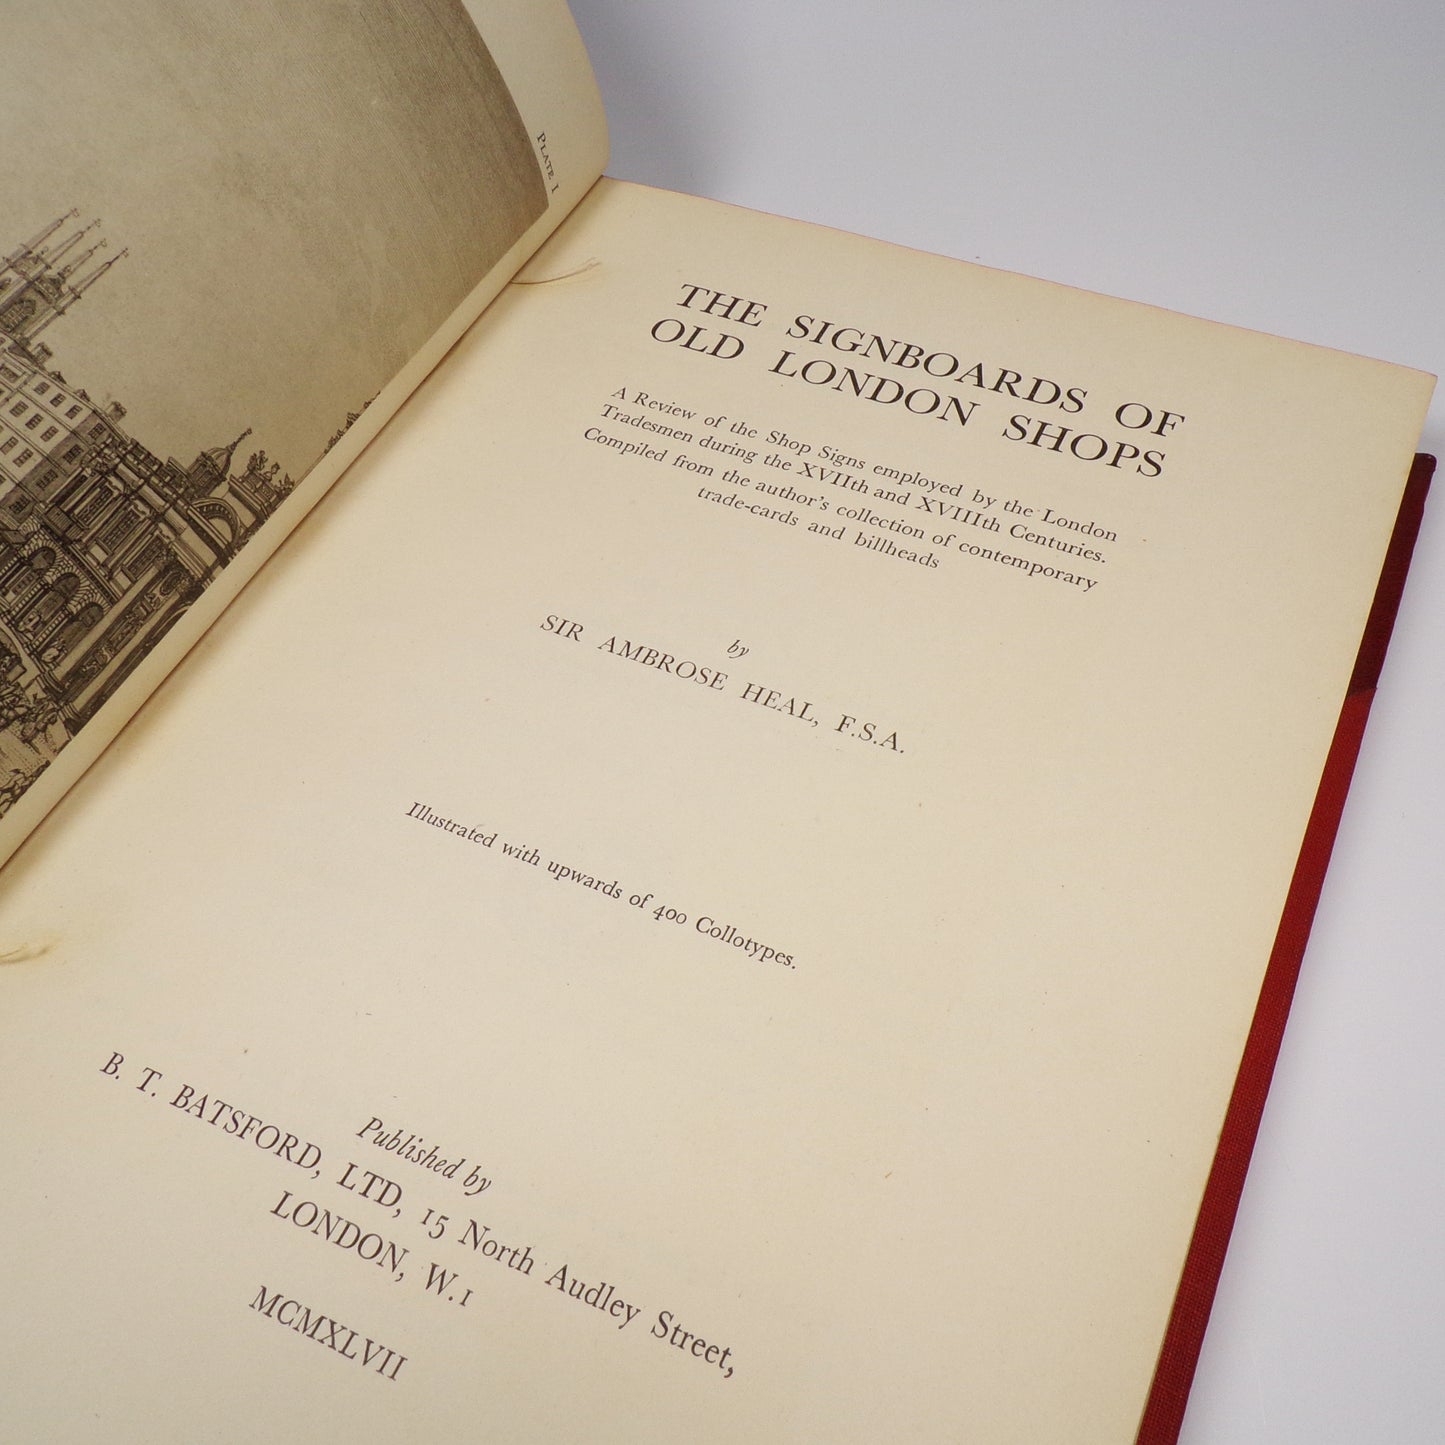 PLATE I
THE SIGNBOARDS OF
OLD LONDON SHOPS
A Review of the Shop Signs employed by the London
Tradesmen during the XVIIth and XVIIIth Centuries.
Compiled from the author's collection of contemporary
trade-cards and billheads
by
SIR AMBROSE HEAL, F.S.A.
Illustrated with upwards of 400 Collotypes.
Published by
B. T. BATSFORD, LTD, 15 North Audley Street,
LONDON, W.1
MCMXLVII